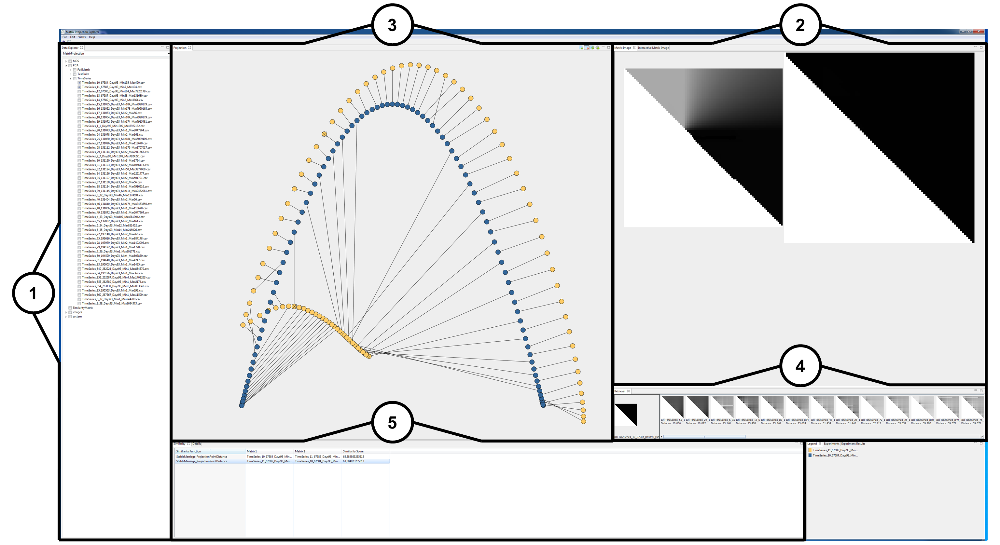 3
2
Matrix Projection Explorer
File Edit Views Help
Data Explorer
MatrixProjection
MDS
PCA
FullMatrix
TestSuite
TimeSeries
TimeSeries_10_67584_Days93_Min155_Max490.csv
TimeSeries_11_67585_Days93_Min5_Max194.csv
TimeSeries_12_67586_Days93_Min184_Max7920179.csv
TimeSeries_13_67587_Days93_Min38_Max131680.csv
TimeSeries_14_67589_Days93_Min2_Max3864.csv
TimeSeries_15_131035_Days93_Min184_Max7920179.csv
TimeSeries_16_131052_Days93_Min178_Max7920163.csv
TimeSeries_17_131053_Days93_Min2_Max56.csv
TimeSeries_18_131064_Days93_Min184_Max7920179.csv
TimeSeries_19_131072_Days93_Min174_Max7915481.csv
TimeSeries_1_1_Days93_Min1309_Max7927182.csv
TimeSeries_20_131073_Days93_Min1_Max2047964.csv
TimeSeries_24_131078_Days93_Min2_Max161.csv
TimeSeries_25_131080_Days93_Min184_Max5039409.csv
TimeSeries_27_131096_Days93_Min1_Max118670.csv
TimeSeries_28_131112_Days93_Min176_Max1707017.csv
TimeSeries_29_131114_Days93_Min2_Max7911667.csv
TimeSeries_2_7_Days93_Min1309_Max7924271.csv
TimeSeries_30_131120_Days93_Min3_Max1794.csv
TimeSeries_31_131123_Days93_Min2_Max4066115.csv
TimeSeries_32_131124_Days93_Min50_Max3977068.csv
TimeSeries_34_131126_Days93_Min1_Max2251477.csv
TimeSeries_35_131127_Days93_Min2_Max501791.csv
TimeSeries_37_131130_Days93_Min2_Max56.csv
TimeSeries_38_131134_Days93_Min1_Max7916516.csv
TimeSeries_39_131145_Days93_Min114_Max2482081.csv
TimeSeries_3_32_Days93_Min46_Max1174694.csv
TimeSeries_40_131404_Days93_Min2_Max56.csv
TimeSeries_46_131840_Days93_Min174_Max3483850.csv
TimeSeries_48_131856_Days93_Min1_Max118670.csv
TimeSeries_49_131872_Days93_Min1_Max2047964.csv
TimeSeries_4_33_Days93_Min400_Max2819042.csv
TimeSeries_55_132032_Days93_Min2_Max161.csv
TimeSeries_5_34_Days93_Min22_Max851452.csv
TimeSeries_6_35_Days93_Min14_Max215026.csv
TimeSeries_72_193148_Days93_Min2_Max266.csv
TimeSeries_75_193616_Days93_Min1_Max884178.csv
TimeSeries_78_193979_Days93_Min2_Max1402093.csv
TimeSeries_79_194172_Days93_Min1_Max1770.csv
TimeSeries_7_36_Days93_Min1_Max301771.csv
TimeSeries_80_194529_Days93_Min4_Max803839.csv
TimeSeries_81_194640_Days93_Min1_Max4247.csv
TimeSeries_83_195003_Days93_Min1_Max1425.csv
TimeSeries_849_262224_Days93_Min1_Max884679.csv
TimeSeries_84_195196_Days93_Min1_Max369.csv
TimeSeries_852_262587_Days93_Min4_Max1402263.csv
TimeSeries_853_262780_Days93_Min1_Max2174.csv
TimeSeries_854_263137_Days93_Min1_Max803842.csv
TimeSeries_85_195553_Days93_Min1_Max292.csv
TimeSeries_860_267367_Days93_Min1_Max11599.csv
TimeSeries_8_37_Days93_Min1_Max244789.csv
TimeSeries_9_38_Days93_Min2_Max3634373.csv
SimilarityMatrix
images
system
1
Projection
Matrix Image Interactive Matrix Image
4
Retrieval
ID: TimeSeries_10_67584_Days93_Min
ID: TimeSeries_55_1 ID: TimeSeries_24_1 ID: TimeSeries_6_35 ID: TimeSeries_13_6 ID: TimeSeries_80_1 ID: TimeSeries_854_ ID: TimeSeries_46_1 ID: TimeSeries_28_1 ID: TimeSeries_72_1 ID: TimeSeries_25_1 ID: TimeSeries_860_ ID: TimeSeries_849_ ID: TimeSeries_75_
Distance: 10.086 Distance: 10.092 Distance: 23.140 Distance: 25.488 Distance: 25.548 Distance: 25.624 Distance: 31.434 Distance: 31.445 Distance: 32.112 Distance: 33.639 Distance: 39.280 Distance: 39.371 Distance: 39.671
5
Similarity Details
Similiarity Function Matrix 1 Matrix 2 Similiarity Score
StableMarriage_ProjectionPointDistance TimeSeries_10_67584_Days93_Min... TimeSeries_11_67585_Days93_Min... 63,384923235513
StableMarriage_ProjectionPointDistance TimeSeries_11_67585_Days93_Min... TimeSeries_10_67584_Days93_Min... 63,384923235513
Legend Experiments Experiment Results
TimeSeries_11_67585_Days93_Min...
TimeSeries_10_67584_Days93_Min...